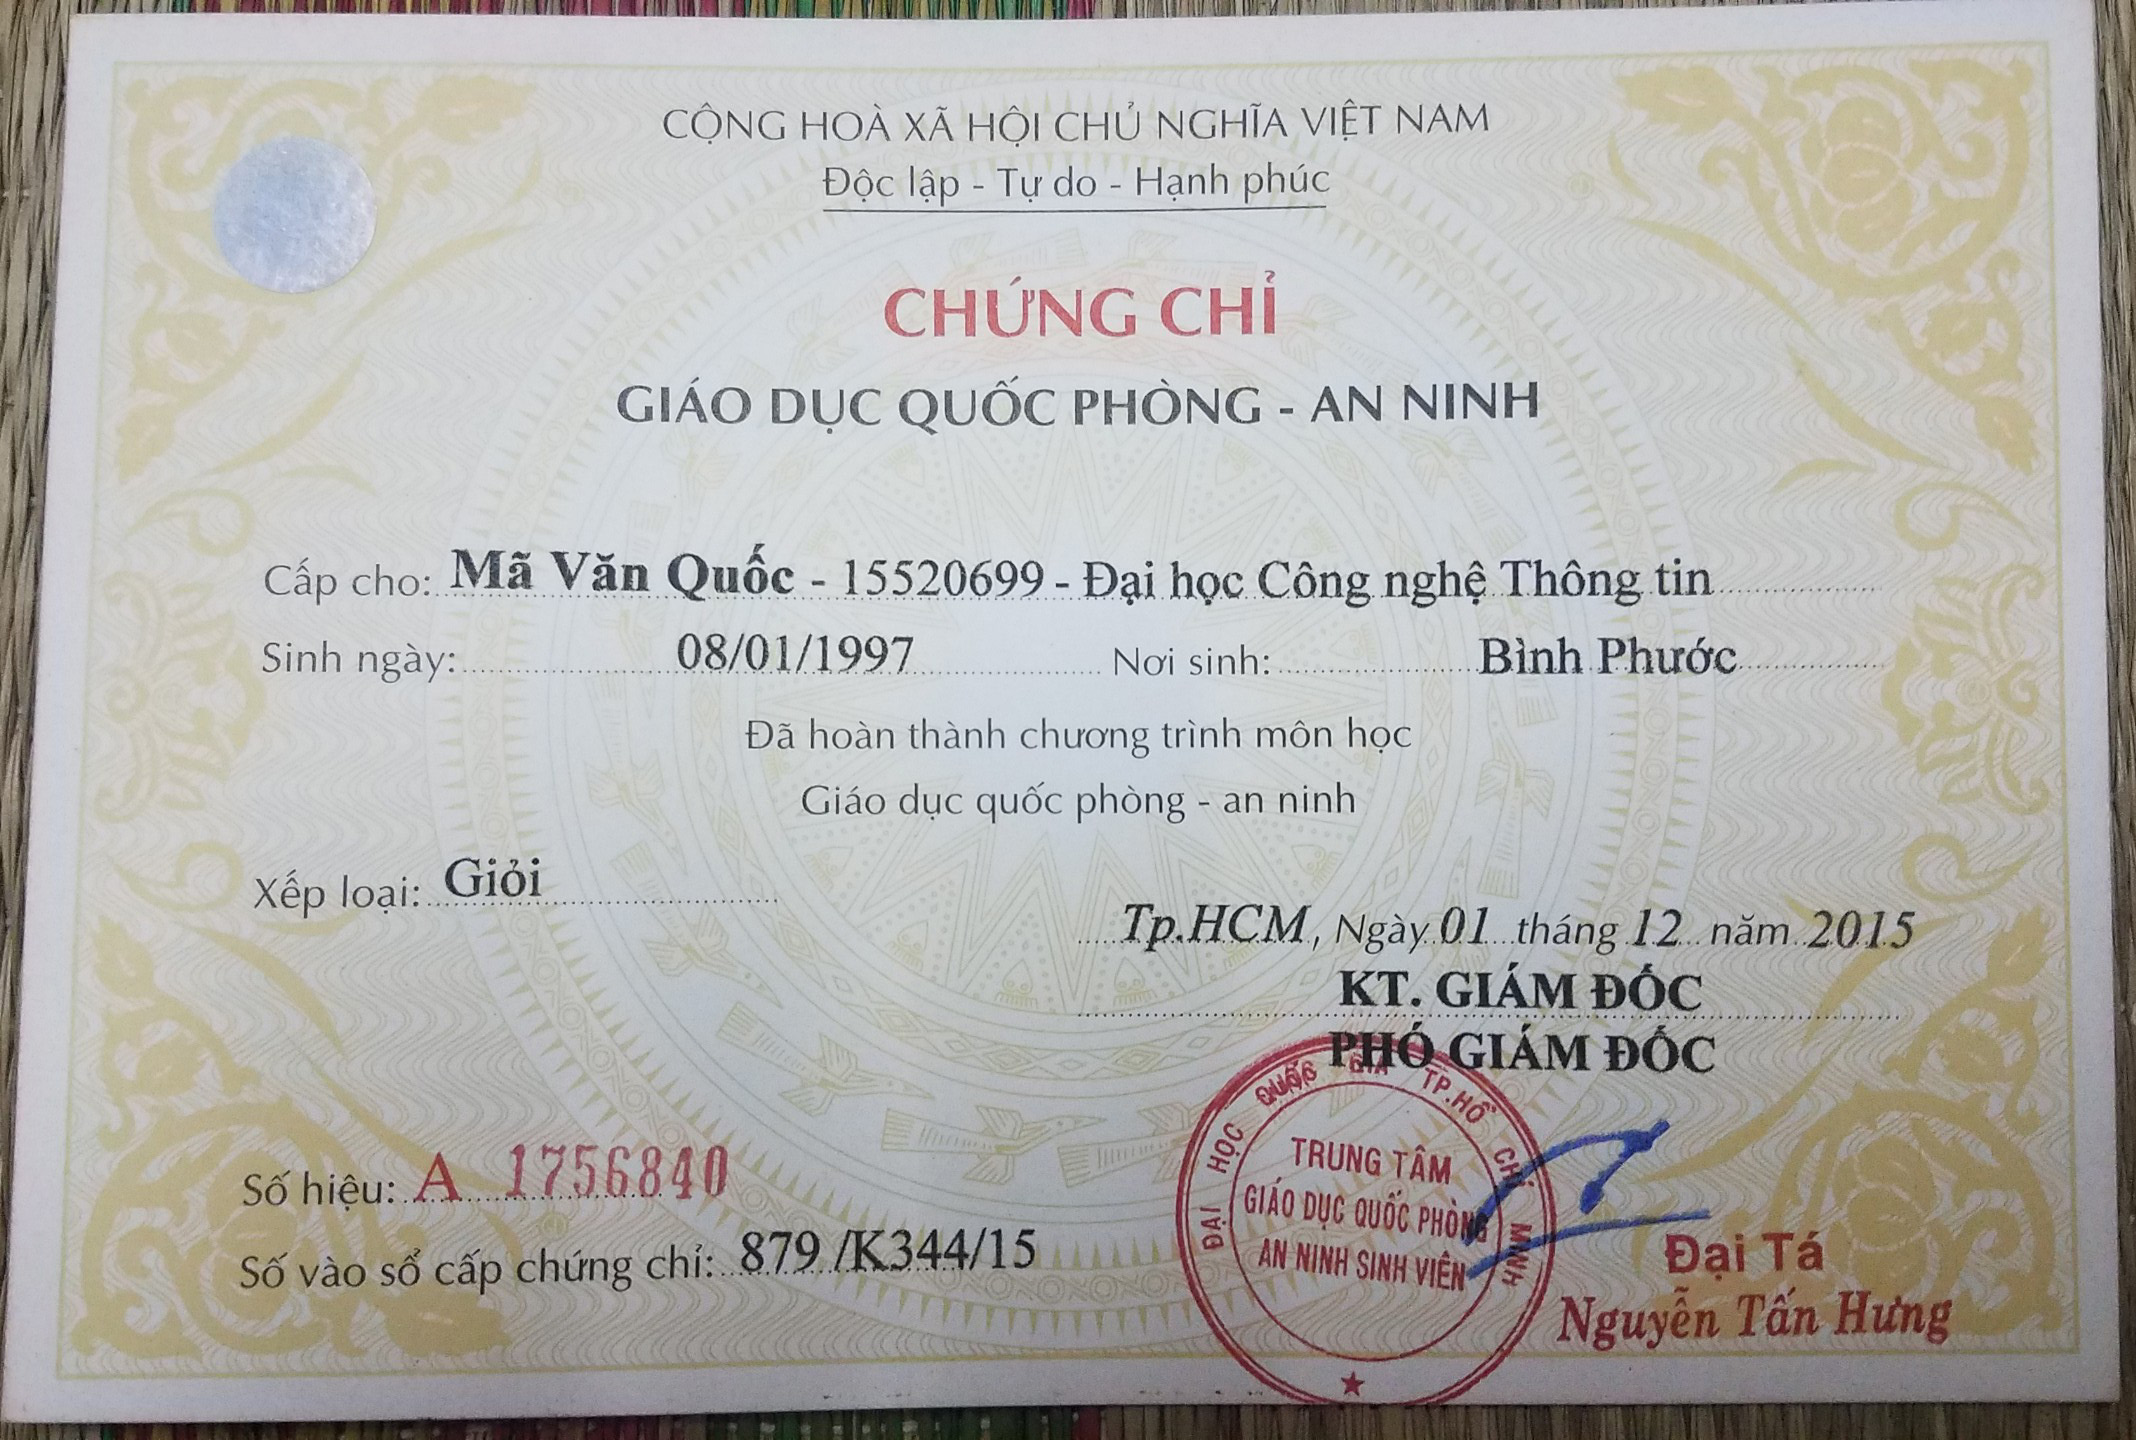 CỘNG HOÀ XÃ HỘI CHỦ NGHĨA VIỆT NAM
Độc lập - Tự do - Hạnh phúc
CHỨNG CHỈ
GIÁO DỤC QUỐC PHÒNG - AN NINH
Cấp cho: Mã Văn Quốc - 15520699 - Đại học Công nghệ Thông tin
Sinh ngày: 08/01/1997 Nơi sinh: Bình Phước
Đã hoàn thành chương trình môn học
Giáo dục quốc phòng - an ninh
Xếp loại: Giỏi
Tp.HCM, Ngày 01 tháng 12 năm 2015
KT. GIÁM ĐỐC
PHÓ GIÁM ĐỐC
ĐẠI HỌC QUỐC GIA TP.HỒ CHÍ MINH
TRUNG TÂM
GIÁO DỤC QUỐC PHÒNG
AN NINH SINH VIÊN
Số hiệu: A 1756840
Số vào sổ cấp chứng chỉ: 879 /K344/15
Đại Tá
Nguyễn Tấn Hưng